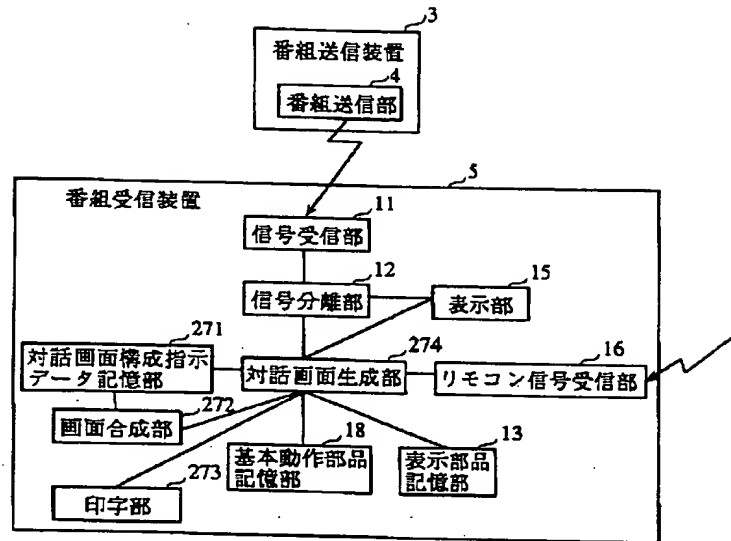 3
番組送信装置
4
番組送信部
5
番組受信装置
11
信号受信部
12
信号分離部
15
表示部
271
対話画面構成指示
データ記憶部
274
対話画面生成部
16
リモコン信号受信部
272
画面合成部
18
基本動作部品
記憶部
13
表示部品
記憶部
273
印字部